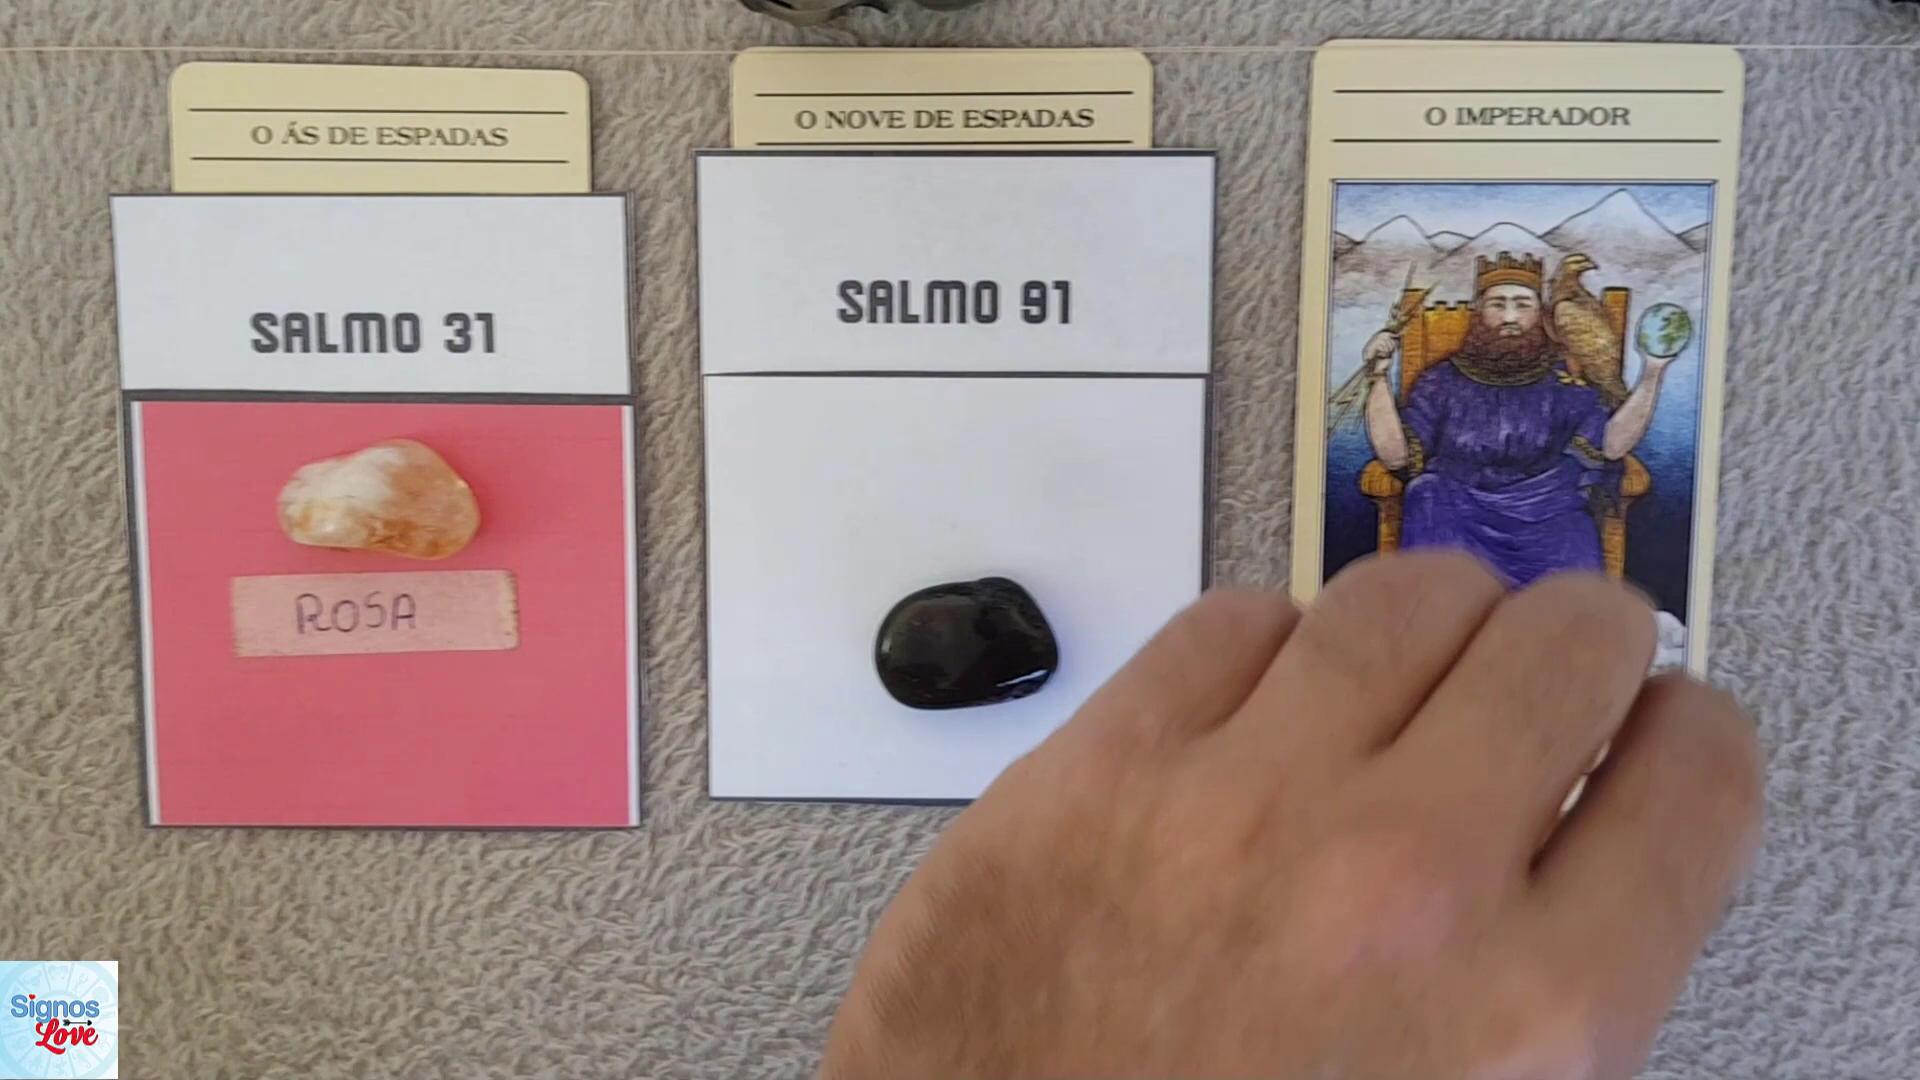 O ÁS DE ESPADAS
O NOVE DE ESPADAS
O IMPERADOR
SALMO 31
SALMO 91
ROSA
Signos
Love